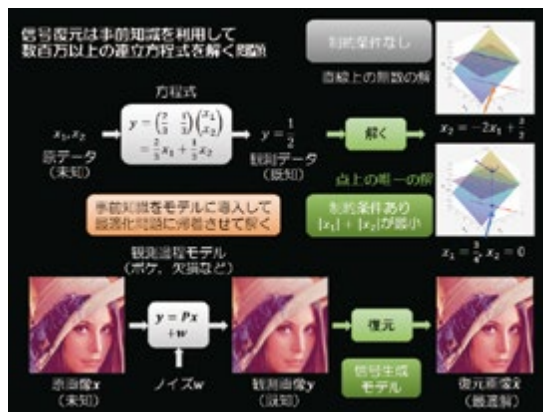 信号復元は事前知識を利用して
数百万以上の連立方程式を解く問題
制約条件なし
直線上の無数の解
方程式
y = (2/3 1/3)(x₁ x₂)
= 2/3 x₁ + 1/3 x₂
x₁, x₂
原データ
(未知)
y = 1/2
観測データ
(既知)
解く
x₂ = −2x₁ + 3/2
点上の唯一の解
事前知識をモデルに導入して
最適化問題に帰着させて解く
制約条件あり
|x₁| + |x₂|が最小
x₁ = 3/4, x₂ = 0
観測過程モデル
(ボケ、欠損など)
y = Px
+w
復元
原画像x
(未知)
ノイズw
観測画像y
(既知)
信号生成
モデル
復元画像x̂
(最適解)